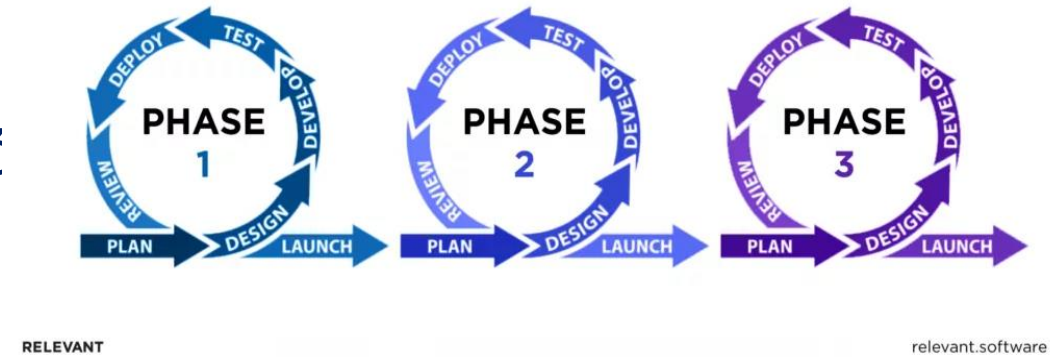 PHASE
1
PLAN
DESIGN
DEVELOP
TEST
DEPLOY
REVIEW
LAUNCH
PHASE
2
PLAN
DESIGN
DEVELOP
TEST
DEPLOY
REVIEW
LAUNCH
PHASE
3
PLAN
DESIGN
DEVELOP
TEST
DEPLOY
REVIEW
LAUNCH
RELEVANT
relevant.software